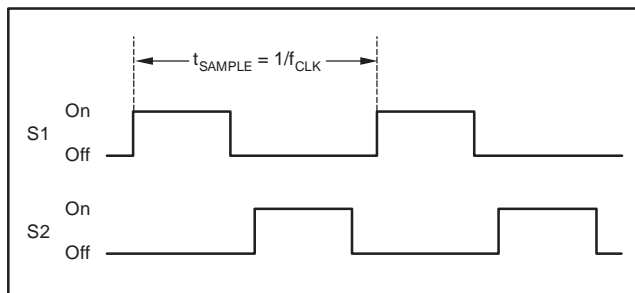 tSAMPLE = 1/fCLK
On
S1
Off
On
S2
Off